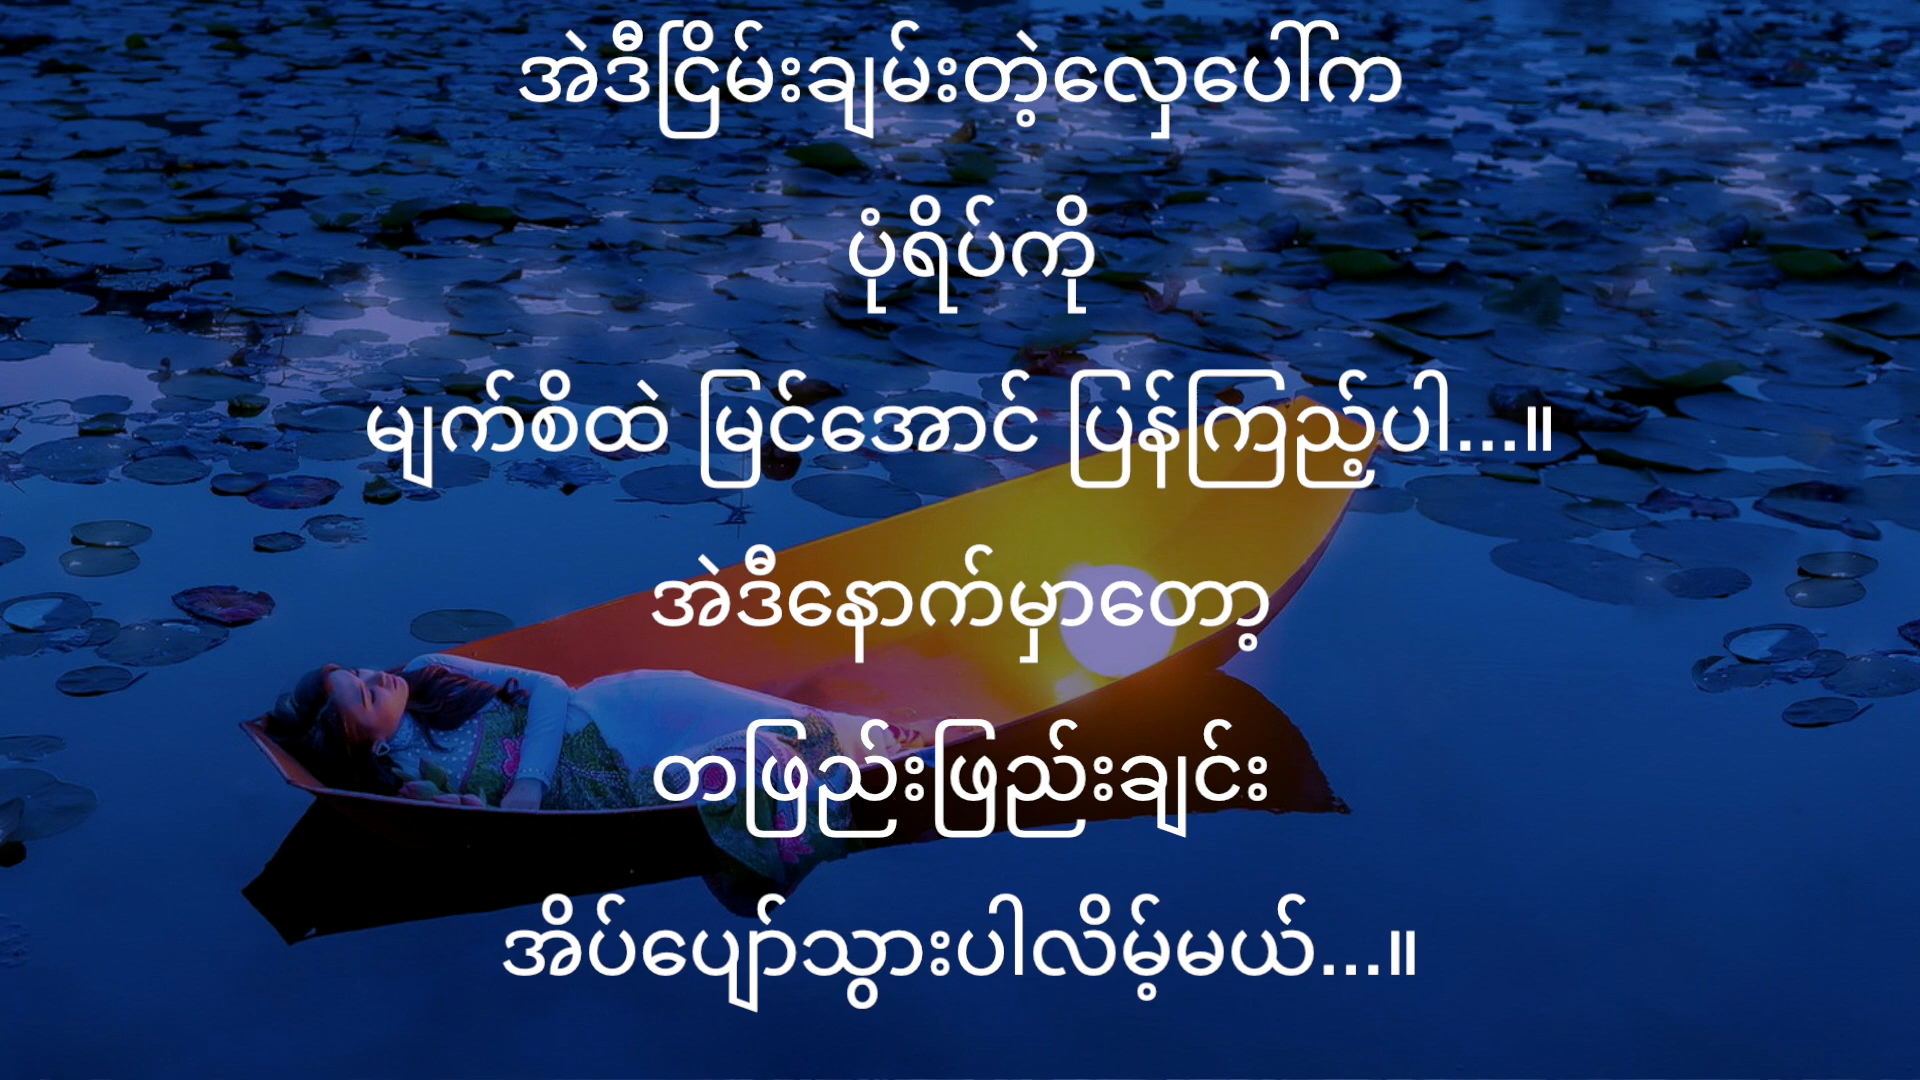 အဲဒီငြိမ်းချမ်းတဲ့လှေပေါ်က
ပုံရိပ်ကို
မျက်စိထဲ မြင်အောင် ပြန်ကြည့်ပါ...။
အဲဒီနောက်မှာတော့
တဖြည်းဖြည်းချင်း
အိပ်ပျော်သွားပါလိမ့်မယ်...။